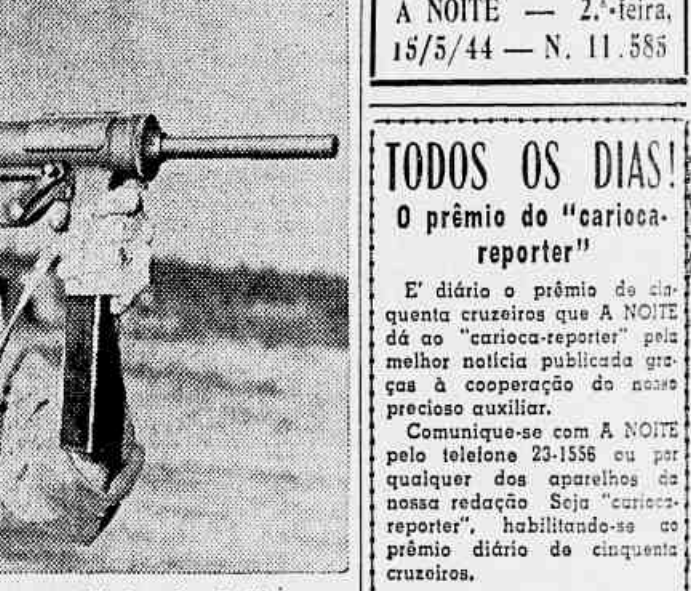 A NOITE — 2.ª-feira,
15/5/44 — N. 11.585
TODOS OS DIAS!
O prêmio do "carioca-
reporter"
E' diário o prêmio de cin-
quenta cruzeiros que A NOITE
dá ao "carioca-reporter" pela
melhor notícia publicada gra-
ças à cooperação do nosso
precioso auxiliar.
Comunique-se com A NOITE
pelo telefone 23-1556 ou por
qualquer dos aparelhos da
nossa redação Seja "carioca-
reporter", habilitando-se ao
prêmio diário de cinquenta
cruzeiros.